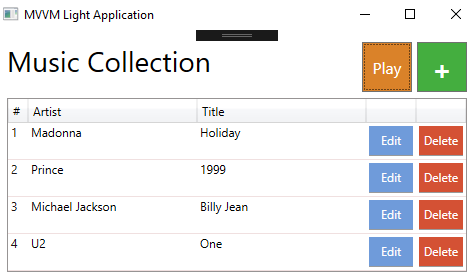 MVVM Light Application
Music Collection
Play
+
# Artist Title
1 Madonna Holiday Edit Delete
2 Prince 1999 Edit Delete
3 Michael Jackson Billy Jean Edit Delete
4 U2 One Edit Delete